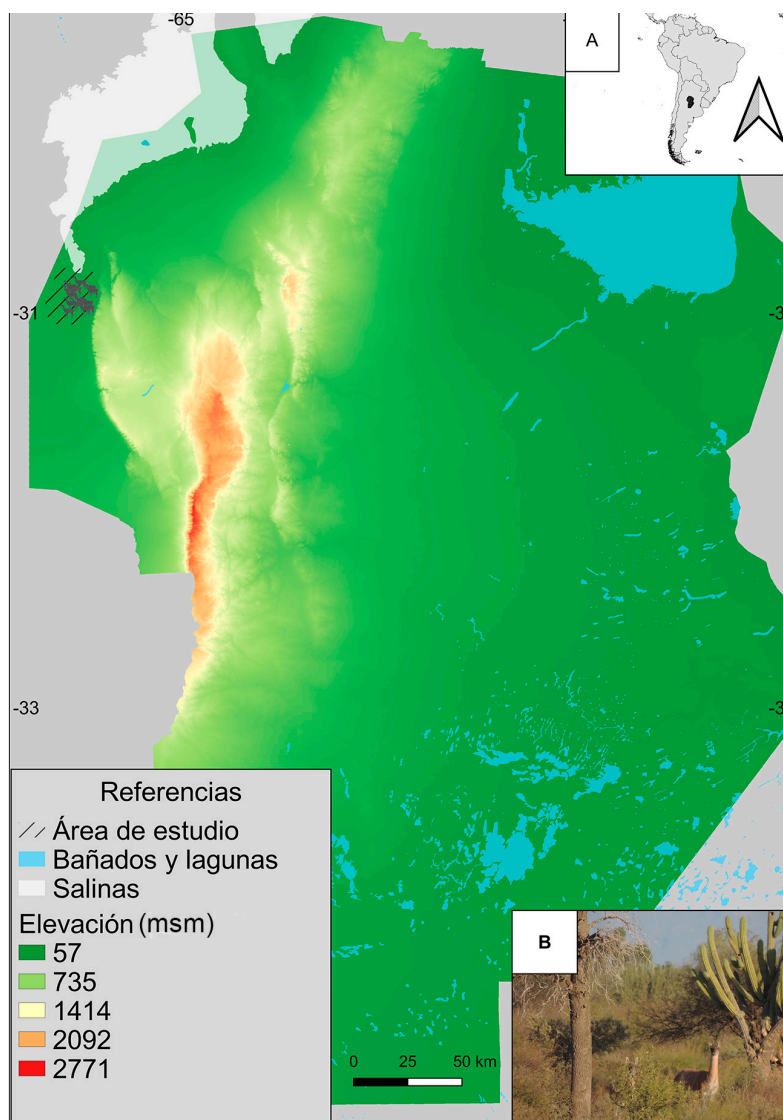 -65
A
-31
-3
-33
-3
Referencias
Área de estudio
Bañados y lagunas
Salinas
Elevación (msm)
57
735
1414
2092
2771
B
0 25 50 km